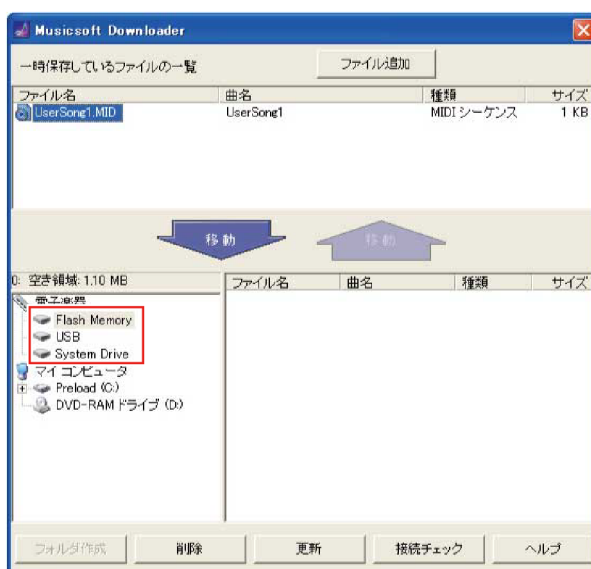 Musicsoft Downloader
一時保存しているファイルの一覧 ファイル追加
ファイル名 曲名 種類 サイズ
UserSong1.MID UserSong1 MIDI シーケンス 1 KB
移動 移動
0: 空き領域: 1.10 MB
ファイル名 曲名 種類 サイズ
電子楽器
Flash Memory
USB
System Drive
マイ コンピュータ
Preload (C:)
DVD-RAM ドライブ (D:)
フォルダ作成 削除 更新 接続チェック ヘルプ